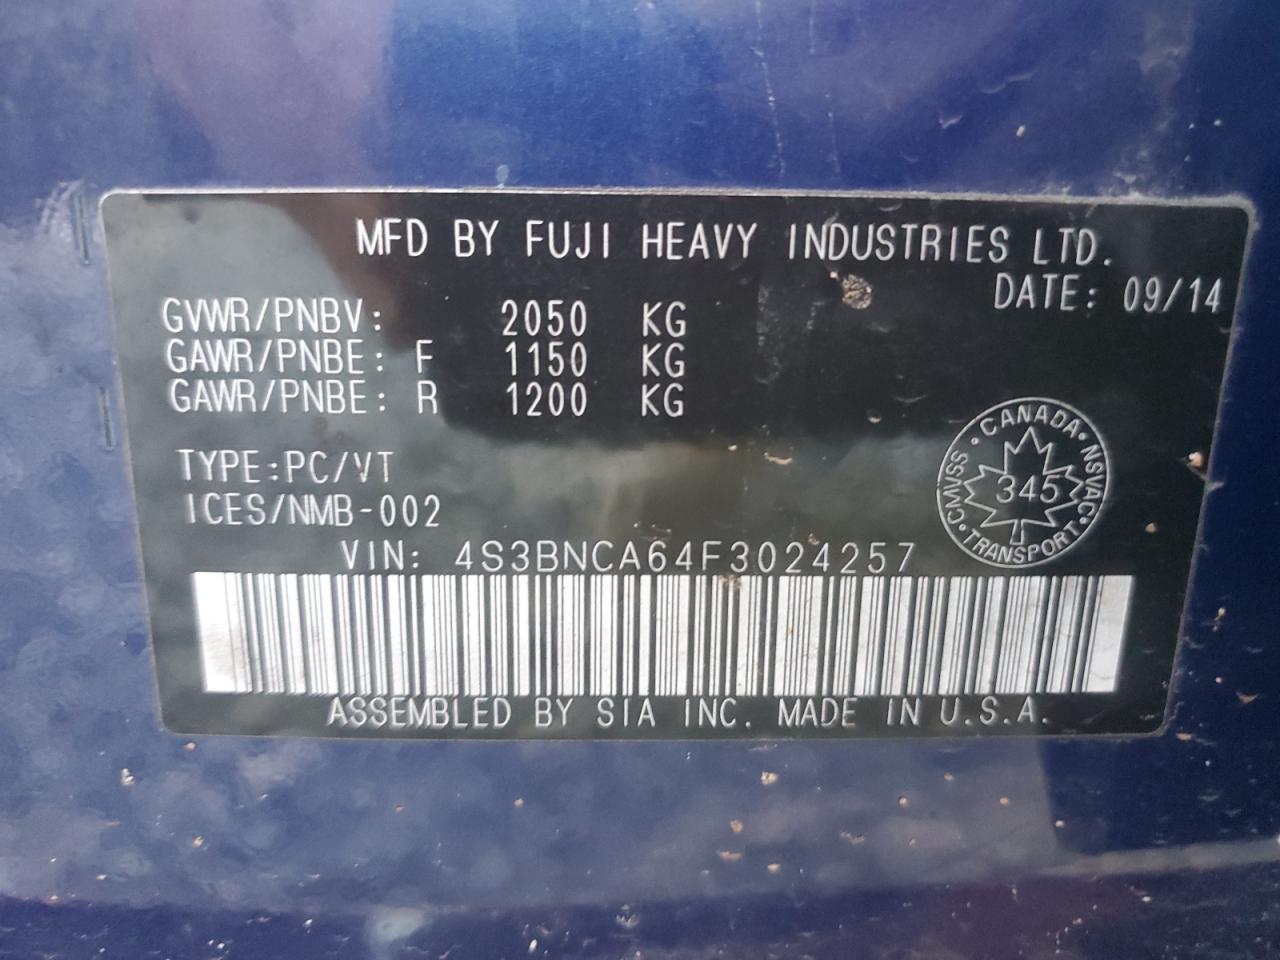 MFD BY FUJI HEAVY INDUSTRIES LTD.
DATE: 09/14
GVWR/PNBV: 2050 KG
GAWR/PNBE: F 1150 KG
GAWR/PNBE: R 1200 KG
TYPE:PC/VT
ICES/NMB-002
CANADA · NSVAC · TRANSPORT · CMVSS ·
345
VIN: 4S3BNCA64F3024257
ASSEMBLED BY SIA INC. MADE IN U.S.A.